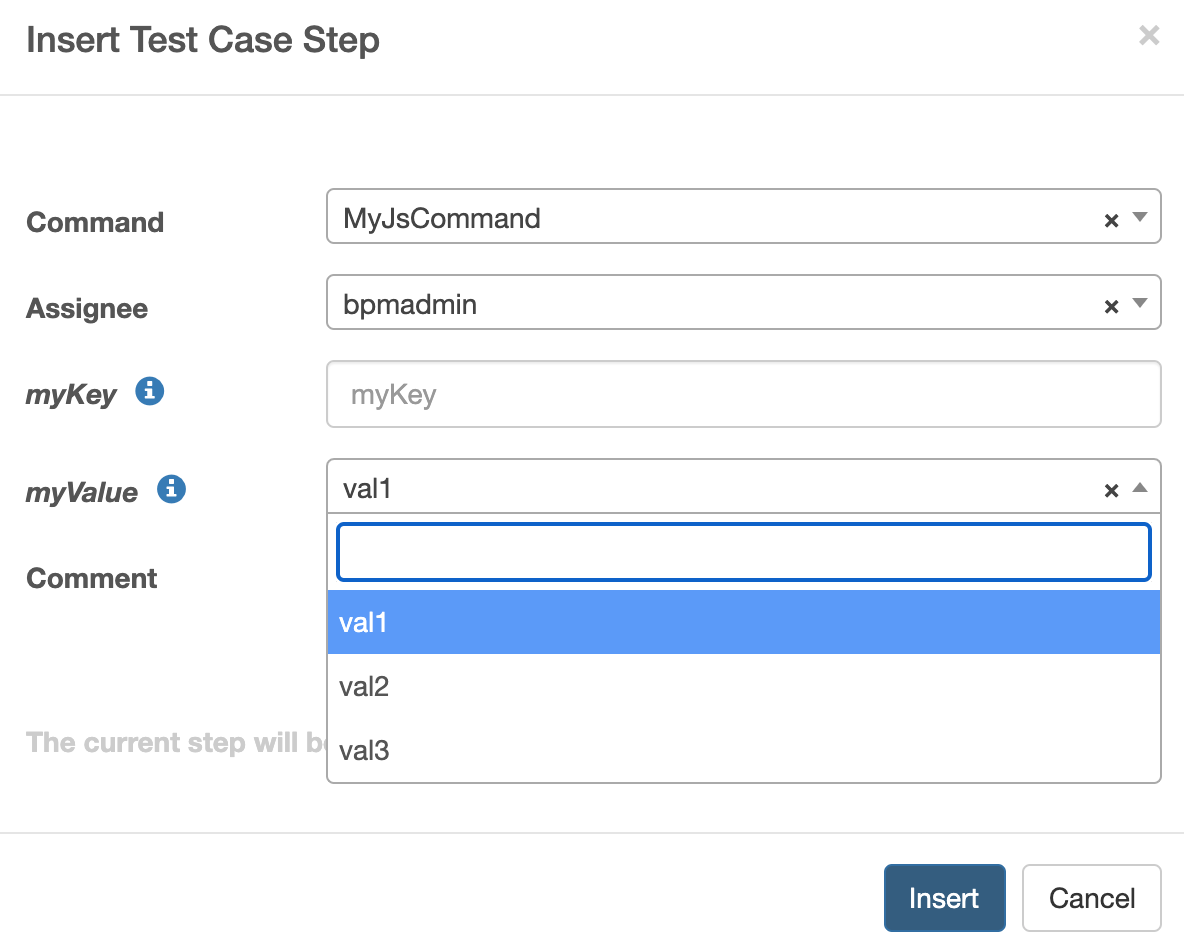 Insert Test Case Step ×
Command MyJsCommand ×
Assignee bpmadmin ×
myKey myKey
myValue val1 ×
Comment
val1
val2
The current step will
val3
Insert Cancel